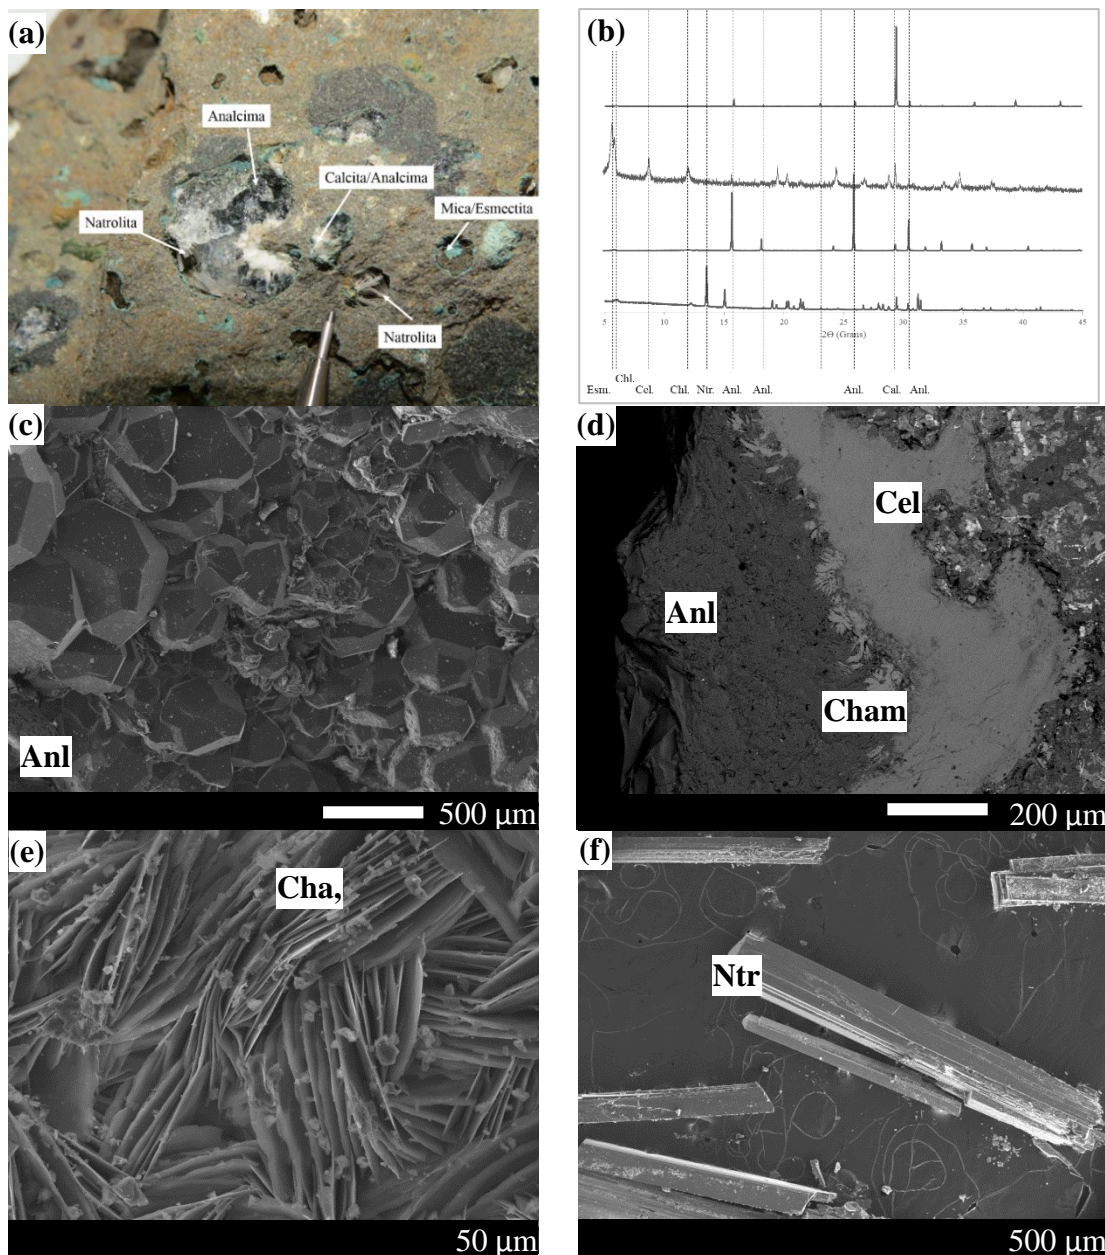 (a)
Analcima
Calcita/Analcima
Mica/Esmectita
Natrolita
Natrolita
(b)
5 10 15 20 25 30 35 40 45
2Θ (Graus)
Esm. Chl. Cel. Chl. Ntr. Anl. Anl. Anl. Cal. Anl.
(c)
Anl
500 µm
(d)
Cel
Anl
Cham
200 µm
(e)
Cha,
50 µm
(f)
Ntr
500 µm